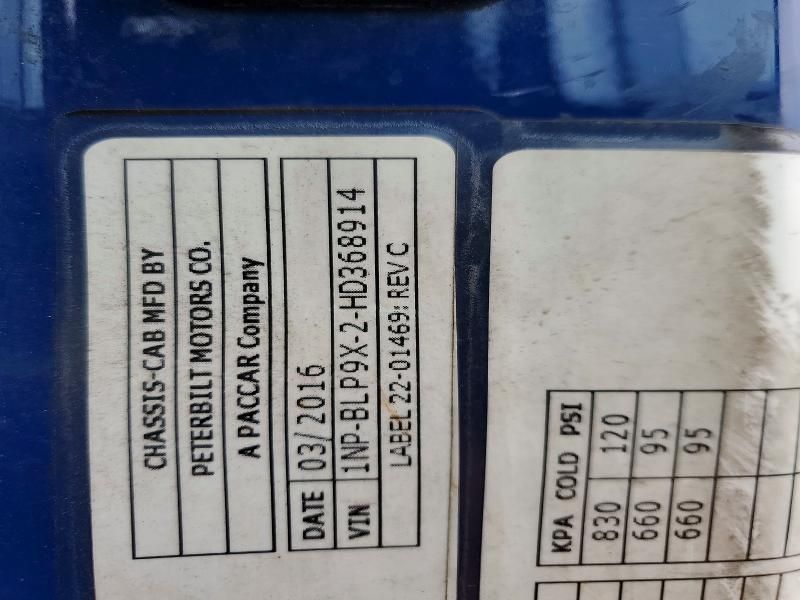 CHASSIS-CAB MFD BY
PETERBILT MOTORS CO.
A PACCAR Company
DATE 03/2016
VIN 1NP-BLP9X-2-HD368914
LABEL 22-01469: REV C
KPA COLD PSI
830 120
660 95
660 95